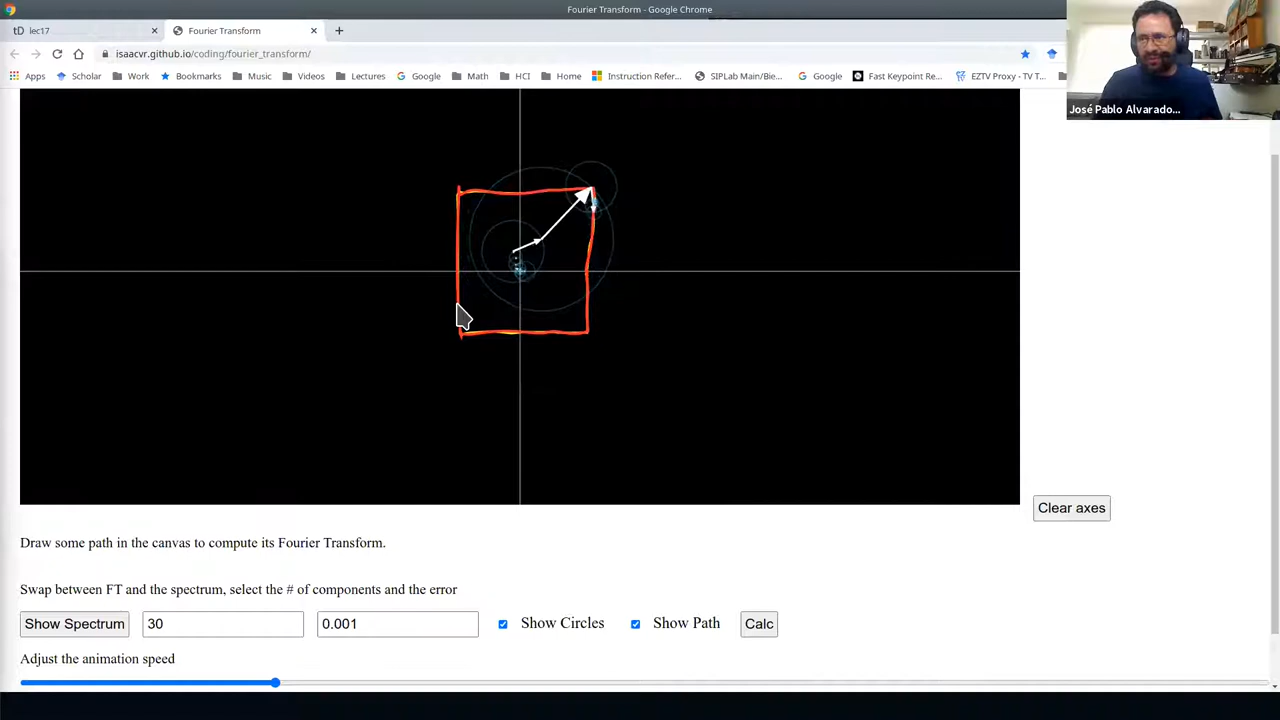 Fourier Transform - Google Chrome
tD lec17
Fourier Transform
isaacvr.github.io/coding/fourier_transform/
Apps Scholar Work Bookmarks Music Videos Lectures Google Math HCI Home Instruction Refer... SIPLab Main/Bie... Google Fast Keypoint Re... EZTV Proxy - TV T...
José Pablo Alvarado...
Clear axes
Draw some path in the canvas to compute its Fourier Transform.
Swap between FT and the spectrum, select the # of components and the error
Show Spectrum 30 0.001 Show Circles Show Path Calc
Adjust the animation speed